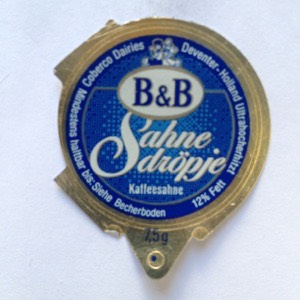 Mindestens haltbar bis: Siehe Becherboden
Coberco Dairies Deventer-Holland Ultrahocherhitzt
B&B
Sahne
dröpje
Kaffeesahne
12% Fett
7,5g